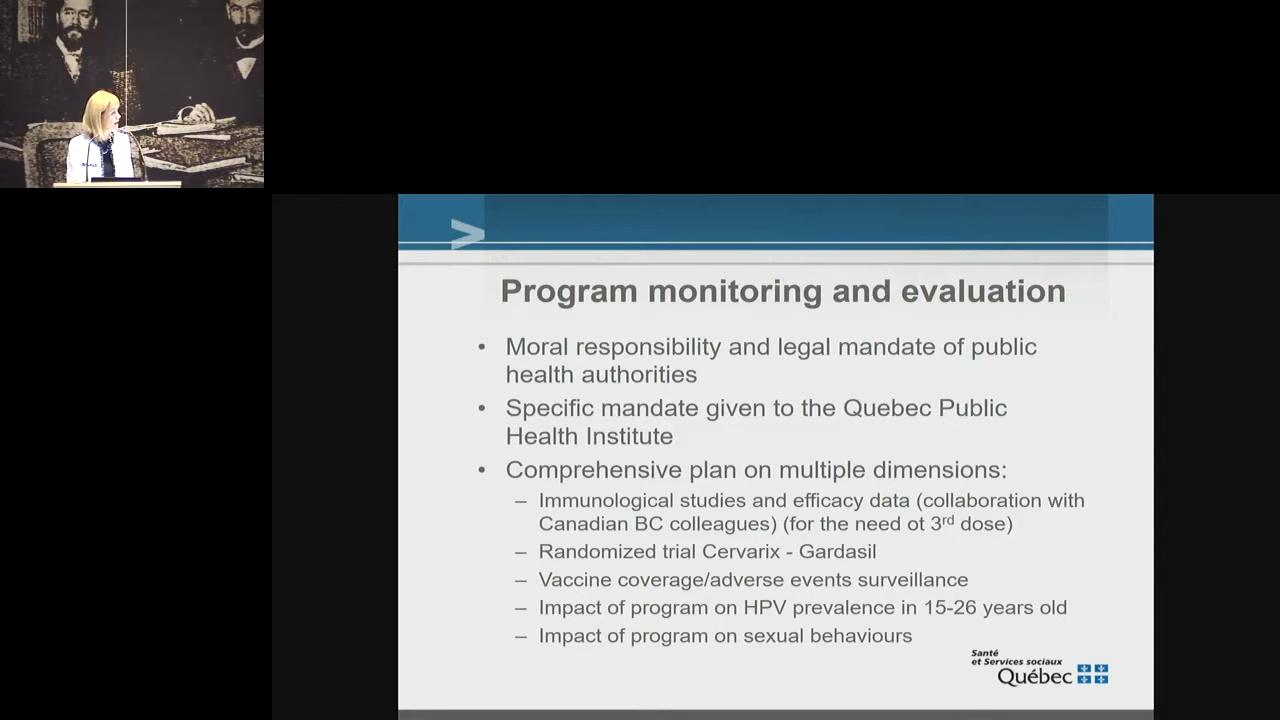 Program monitoring and evaluation
• Moral responsibility and legal mandate of public
health authorities
• Specific mandate given to the Quebec Public
Health Institute
• Comprehensive plan on multiple dimensions:
– Immunological studies and efficacy data (collaboration with
Canadian BC colleagues) (for the need ot 3rd dose)
– Randomized trial Cervarix - Gardasil
– Vaccine coverage/adverse events surveillance
– Impact of program on HPV prevalence in 15-26 years old
– Impact of program on sexual behaviours
Santé
et Services sociaux
Québec